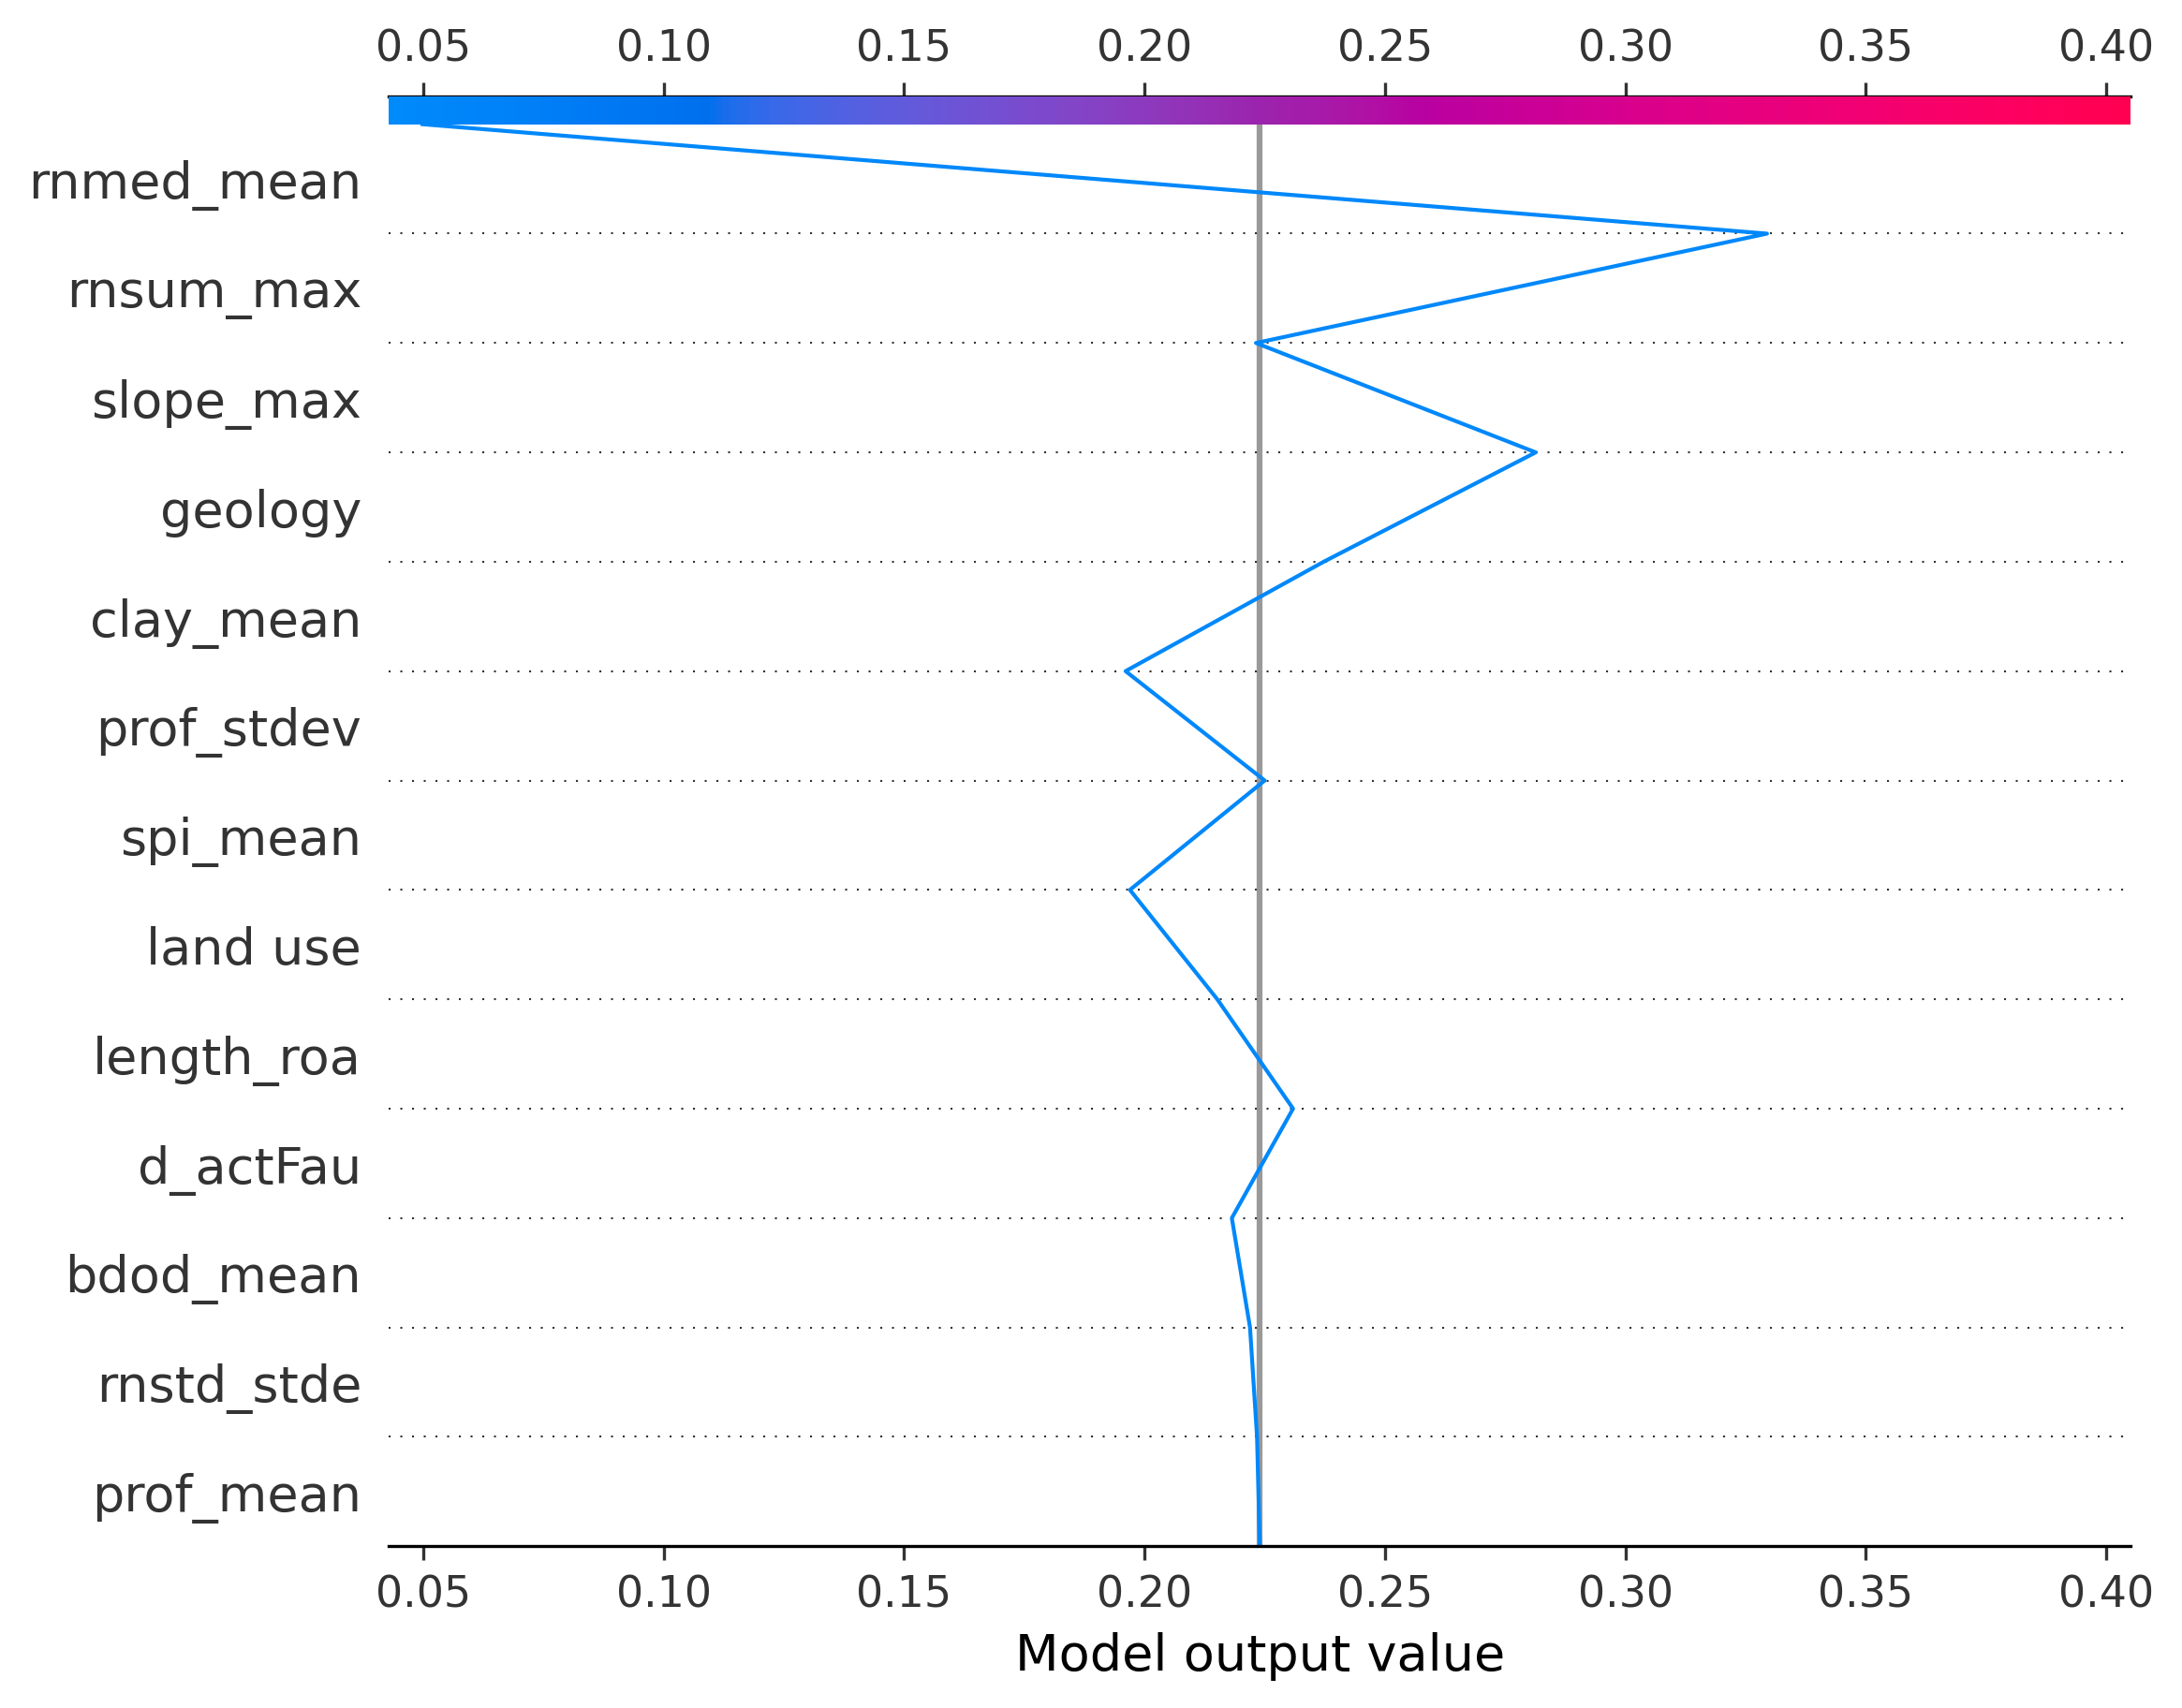 0.05 0.10 0.15 0.20 0.25 0.30 0.35 0.40
rnmed_mean
rnsum_max
slope_max
geology
clay_mean
prof_stdev
spi_mean
land use
length_roa
d_actFau
bdod_mean
rnstd_stde
prof_mean
0.05 0.10 0.15 0.20 0.25 0.30 0.35 0.40
Model output value